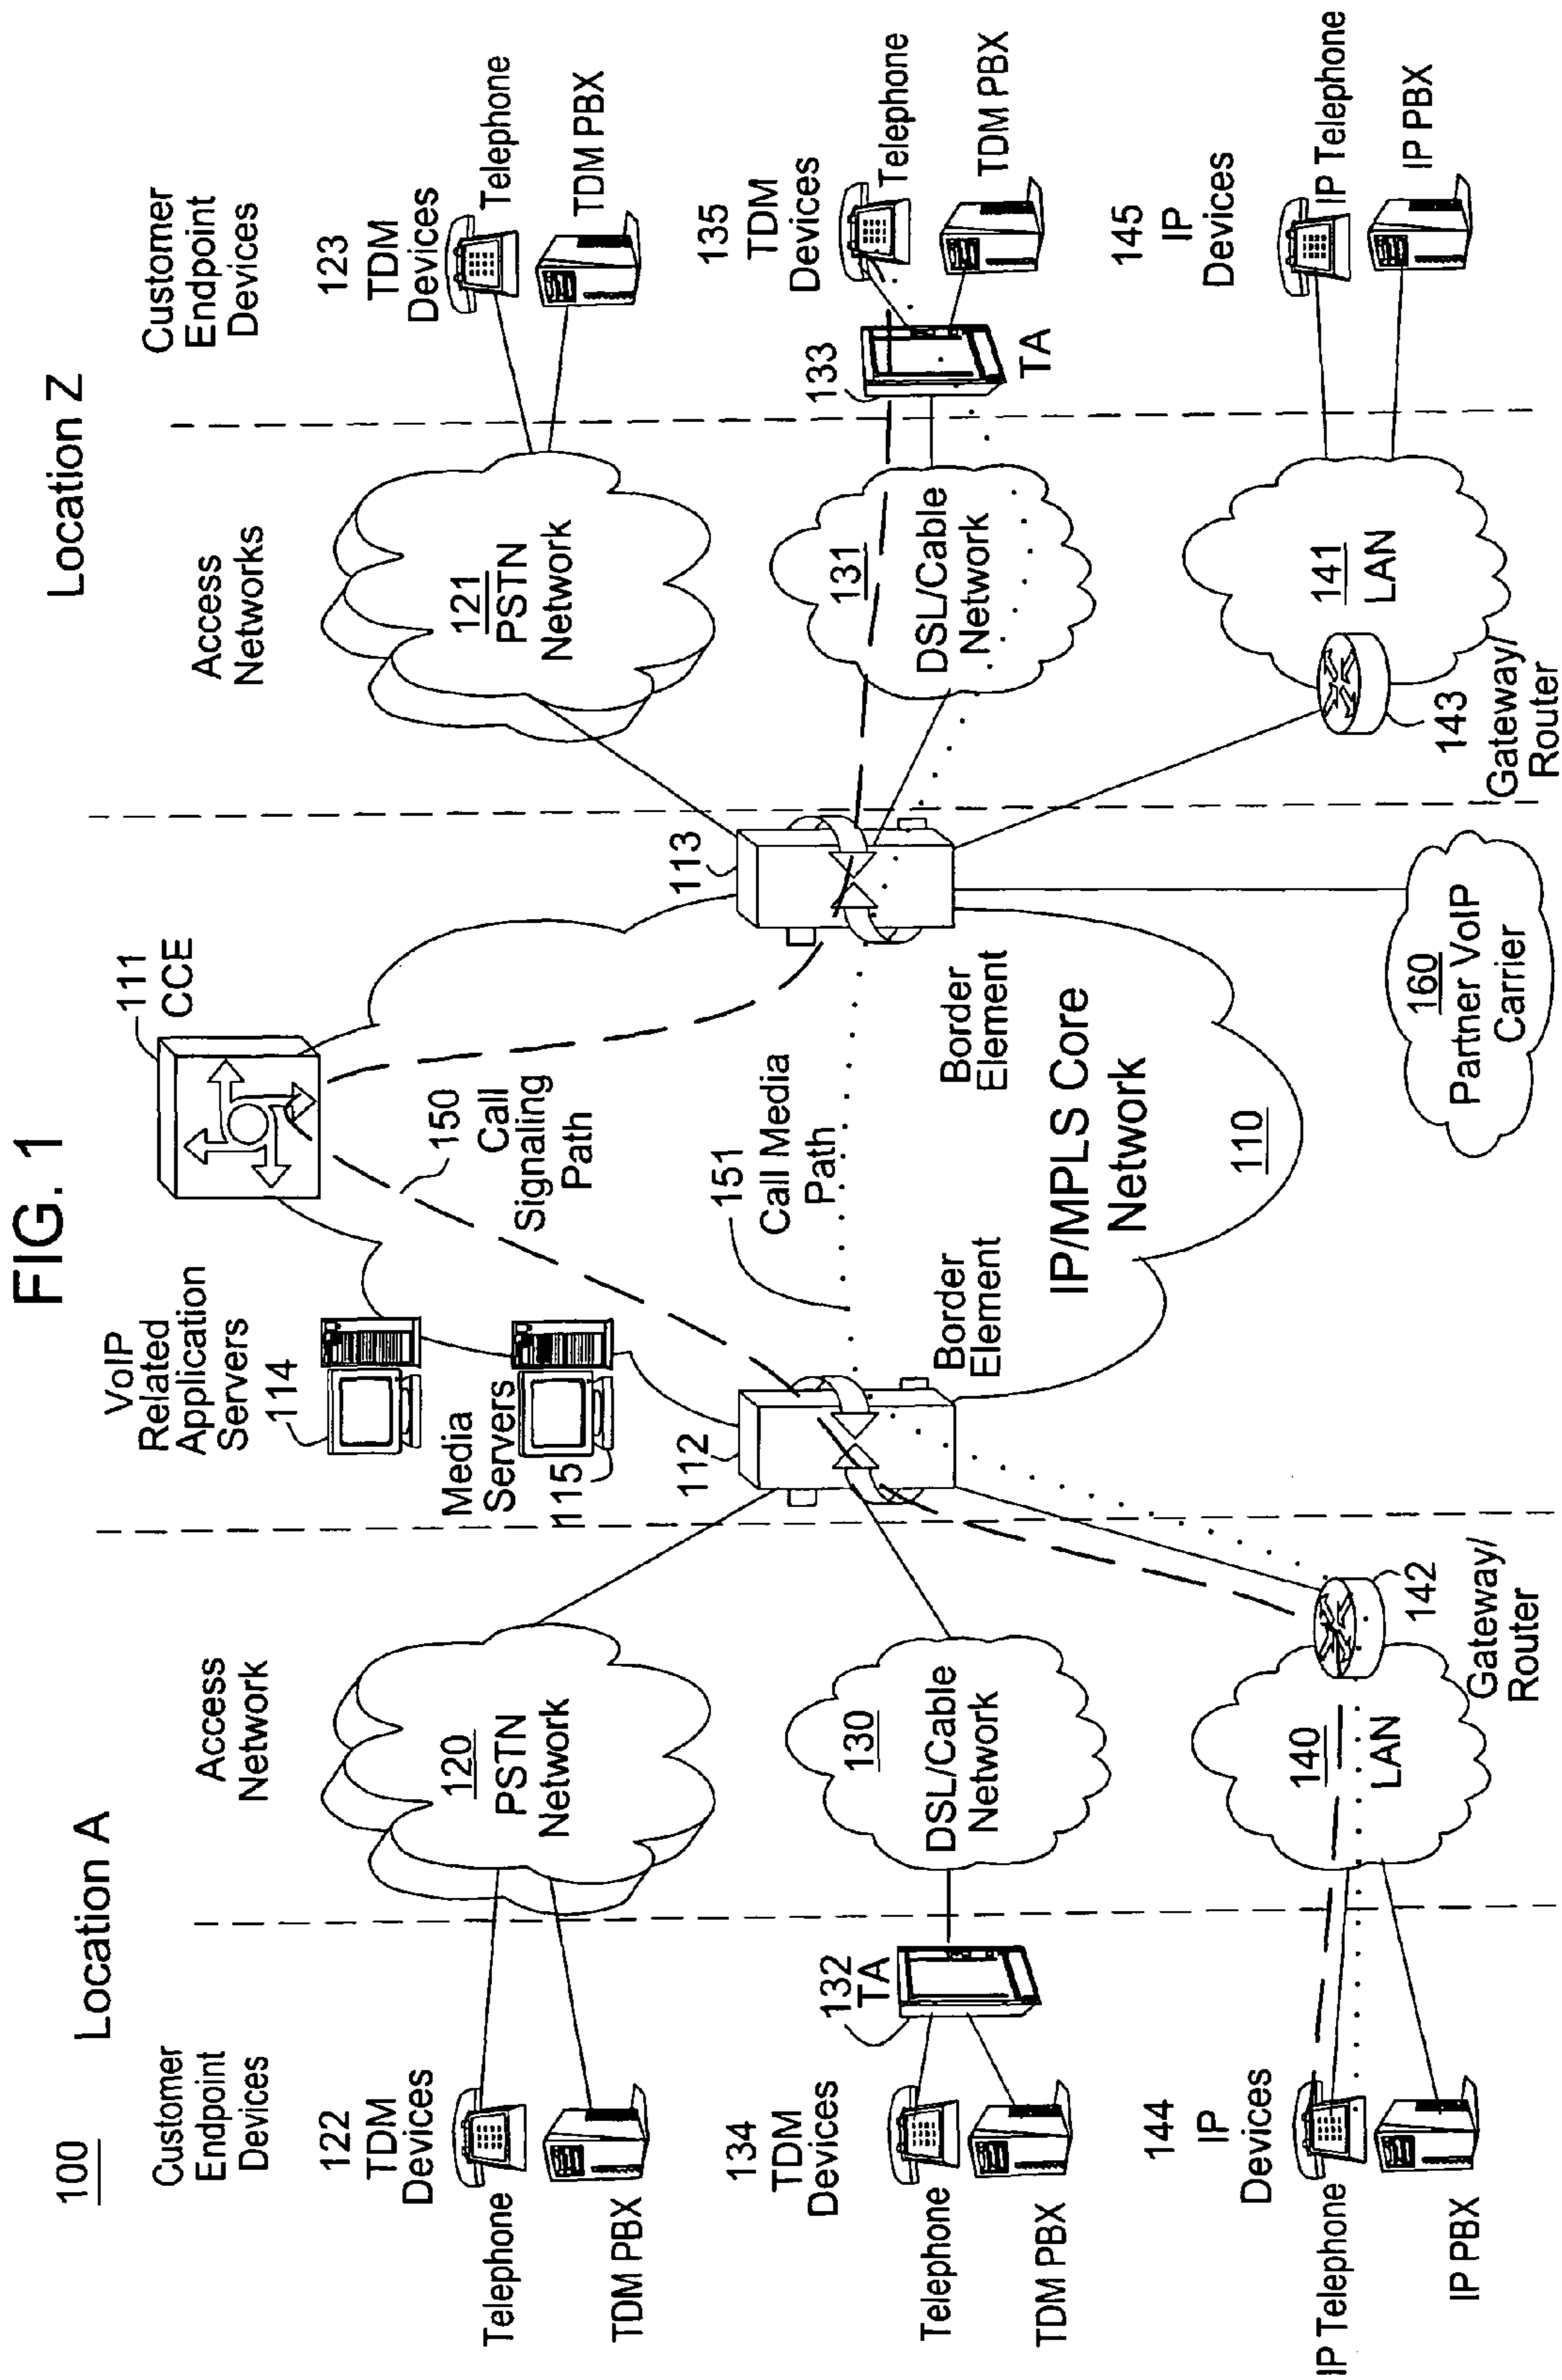 FIG. 1
100
Location A
Location Z
Customer
Endpoint
Devices
Access
Network
VoIP
Related
Application
Servers
114
111
CCE
Access
Networks
Customer
Endpoint
Devices
122
TDM
Devices
Telephone
TDM PBX
120
PSTN
Network
Media
Servers
115
112
150
Call
Signaling
Path
113
121
PSTN
Network
123
TDM
Devices
Telephone
TDM PBX
134
TDM
Devices
Telephone
TDM PBX
132
TA
130
DSL/Cable
Network
151
Call Media
Path
Border
Element
Border
Element
131
DSL/Cable
Network
133
TA
135
TDM
Devices
Telephone
TDM PBX
IP/MPLS Core
Network
110
144
IP
Devices
IP Telephone
IP PBX
140
LAN
142
Gateway/
Router
160
Partner VoIP
Carrier
143
Gateway/
Router
141
LAN
145
IP
Devices
IP Telephone
IP PBX